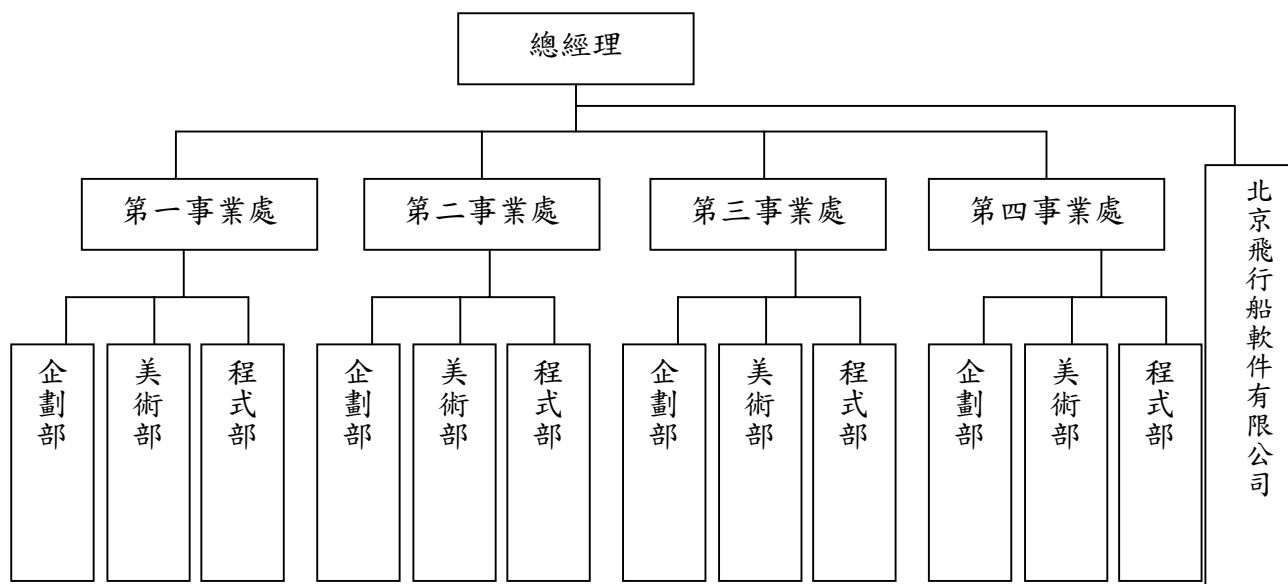 總經理
第一事業處
第二事業處
第三事業處
第四事業處
北京飛行船軟件有限公司
企劃部
美術部
程式部
企劃部
美術部
程式部
企劃部
美術部
程式部
企劃部
美術部
程式部